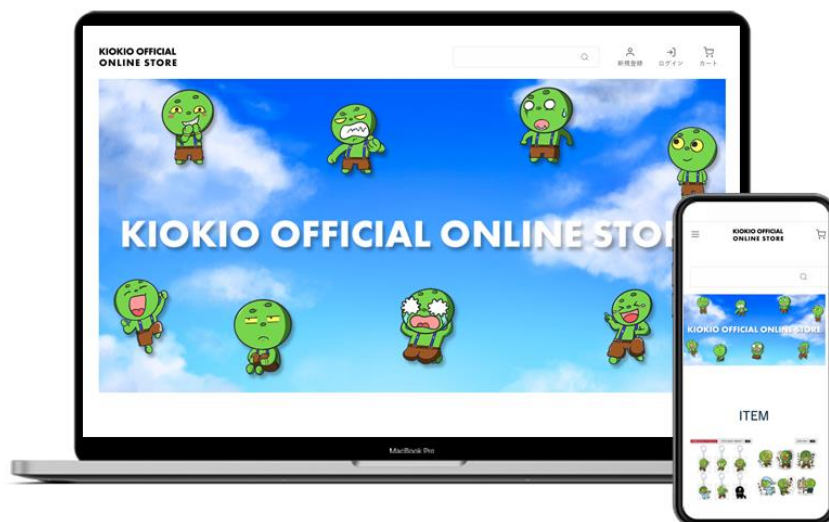 KIOKIO OFFICIAL
ONLINE STORE
新規登録
ログイン
カート
KIOKIO OFFICIAL ONLINE STO
MacBook Pro
KIOKIO OFFICIAL
ONLINE STORE
KIOKIO OFFICIAL ONLINE STORE
ITEM